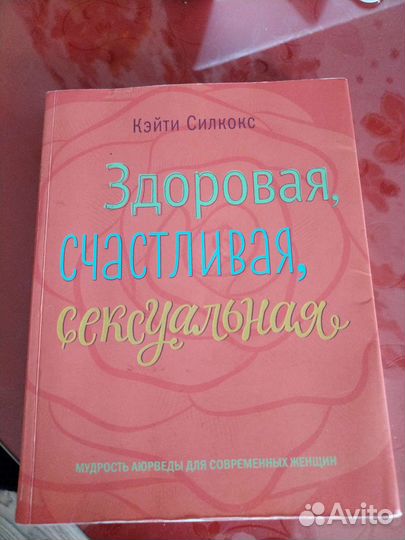 Кэйти Силкокс
Здоровая,
счастливая,
сексуальная
МУДРОСТЬ АЮРВЕДЫ ДЛЯ СОВРЕМЕННЫХ ЖЕНЩИН
Avito